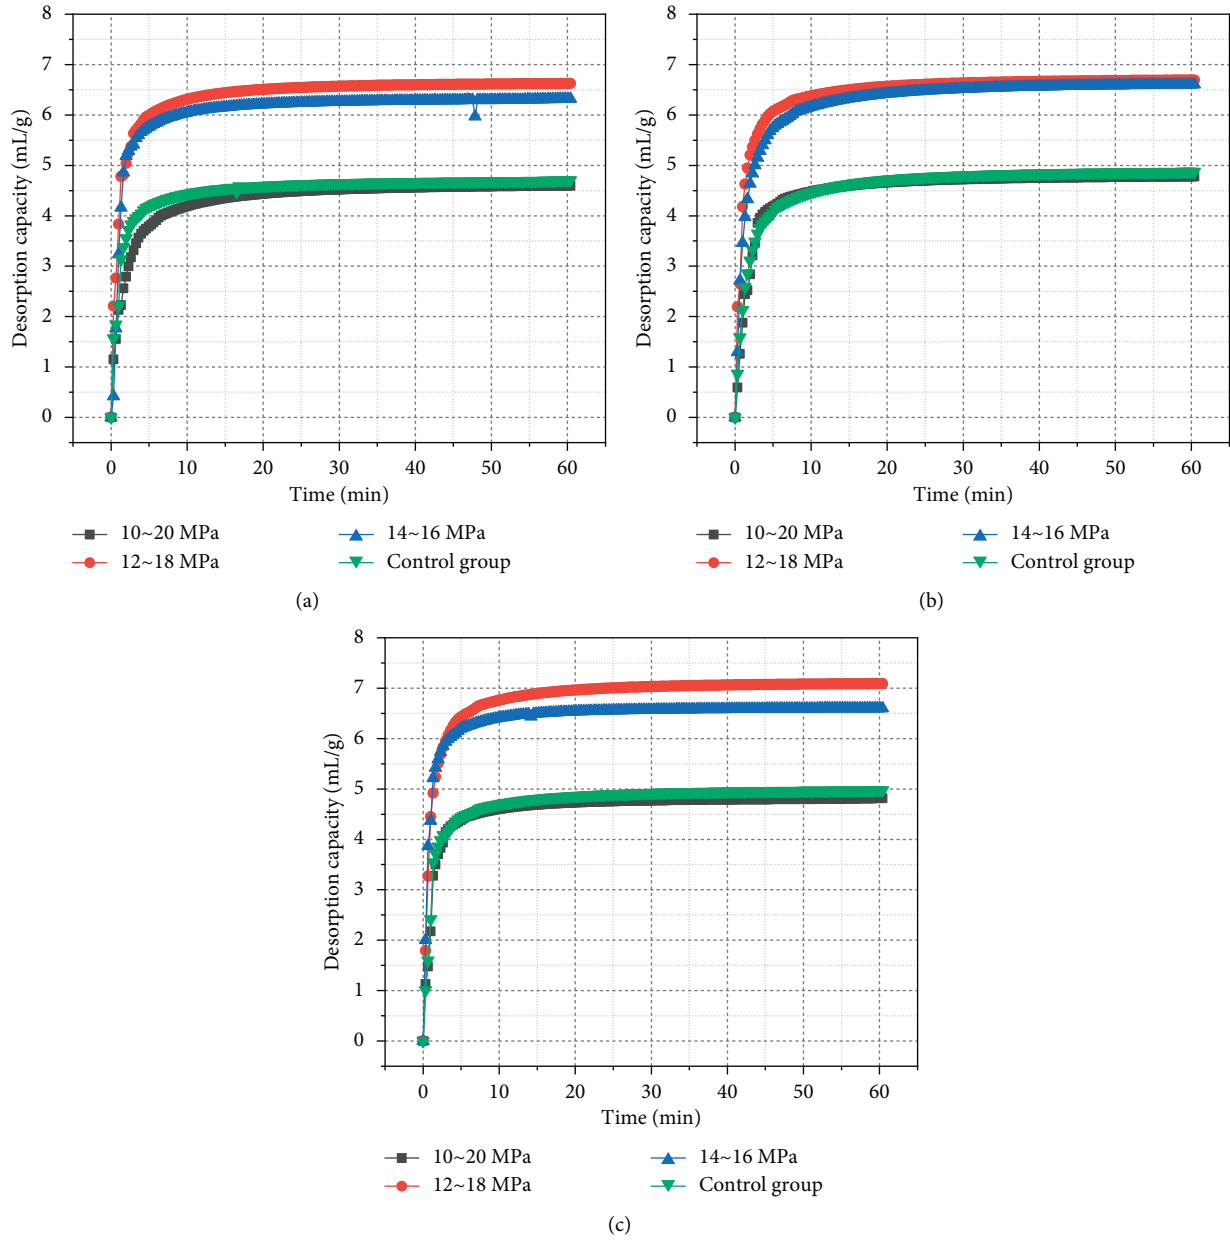 8
7
6
5
4
3
2
1
0
Desorption capacity (mL/g)
0 10 20 30 40 50 60
Time (min)
10~20 MPa
12~18 MPa
14~16 MPa
Control group
(a)
8
7
6
5
4
3
2
1
0
Desorption capacity (mL/g)
0 10 20 30 40 50 60
Time (min)
10~20 MPa
12~18 MPa
14~16 MPa
Control group
(b)
8
7
6
5
4
3
2
1
0
Desorption capacity (mL/g)
0 10 20 30 40 50 60
Time (min)
10~20 MPa
12~18 MPa
14~16 MPa
Control group
(c)